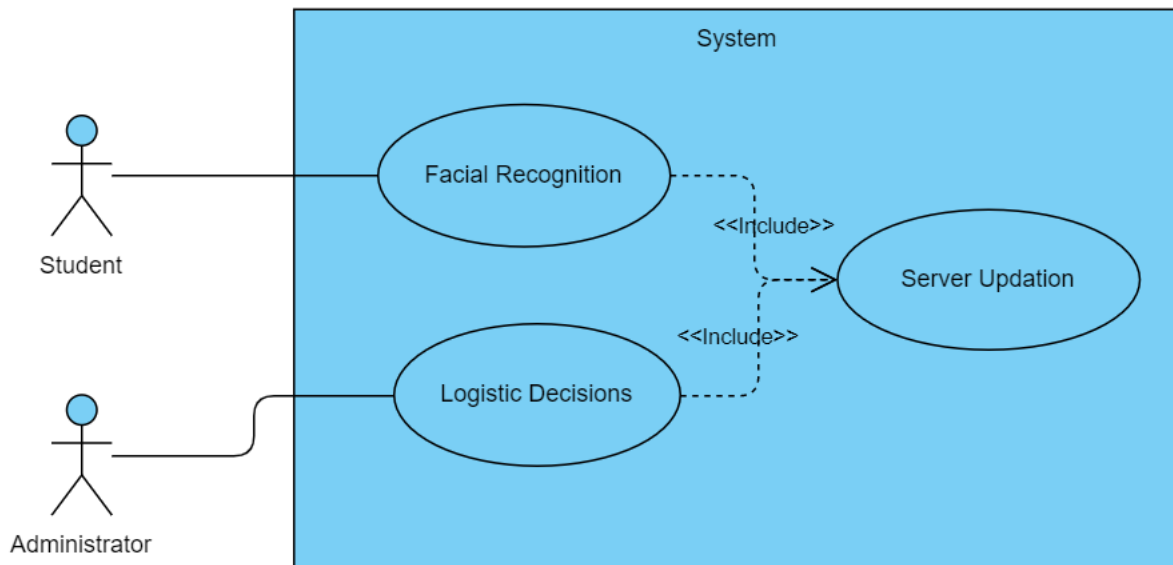 System
Facial Recognition
<<Include>>
Student
Server Updation
<<Include>>
Logistic Decisions
Administrator